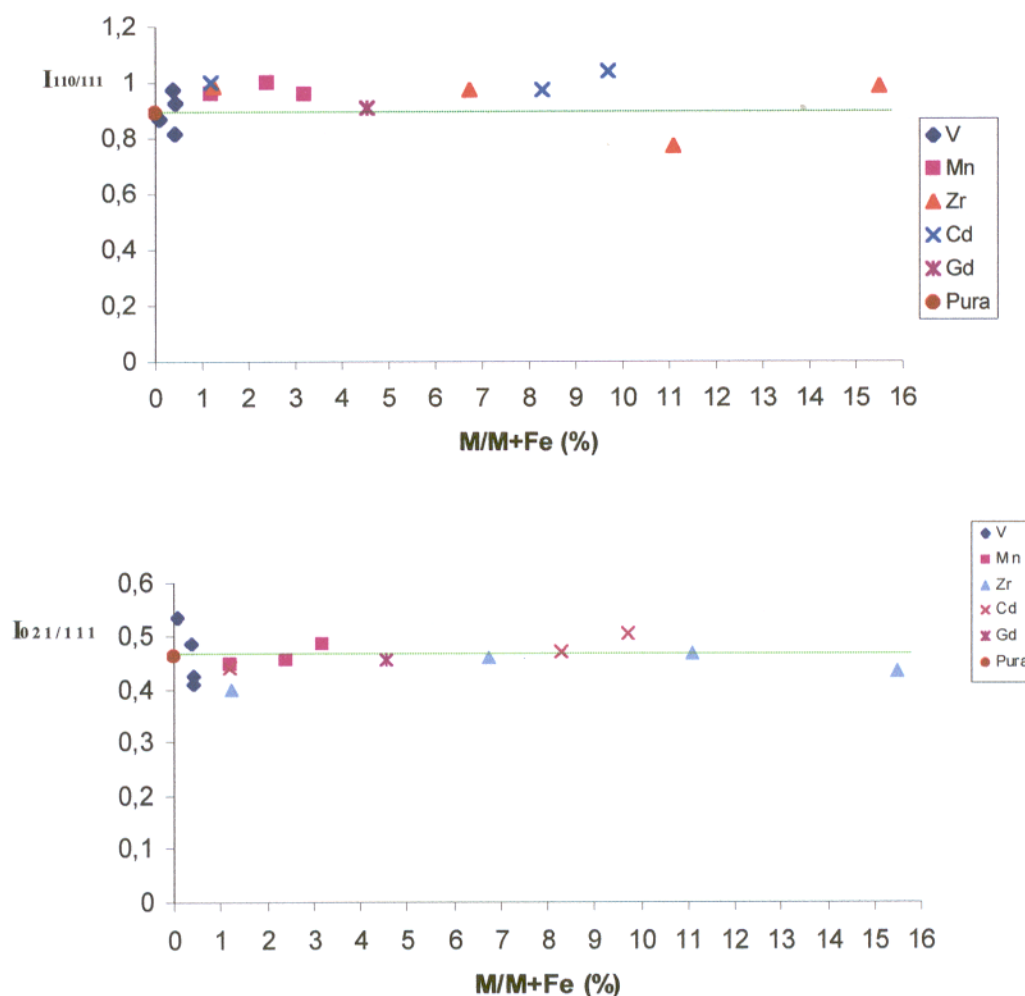 1,2
I110/111
1
0,8
0,6
0,4
0,2
0
0 1 2 3 4 5 6 7 8 9 10 11 12 13 14 15 16
M/M+Fe (%)
V
Mn
Zr
Cd
Gd
Pura
0,6
I021/111
0,5
0,4
0,3
0,2
0,1
0
0 1 2 3 4 5 6 7 8 9 10 11 12 13 14 15 16
M/M+Fe (%)
V
Mn
Zr
Cd
Gd
Pura